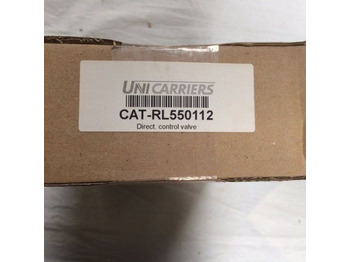 UNICARRIERS
CAT-RL550112
Direct. control valve